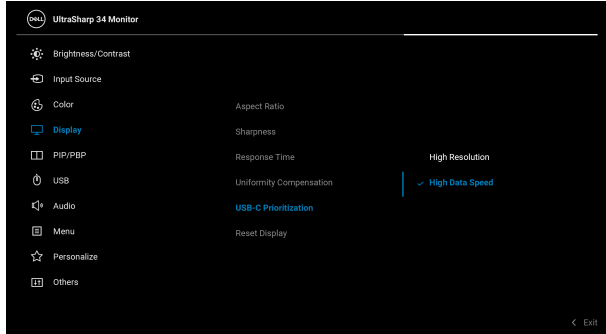 DELL UltraSharp 34 Monitor
Brightness/Contrast
Input Source
Color
Display
PIP/PBP
USB
Audio
Menu
Personalize
Others
Aspect Ratio
Sharpness
Response Time
Uniformity Compensation
USB-C Prioritization
Reset Display
High Resolution
High Data Speed
Exit